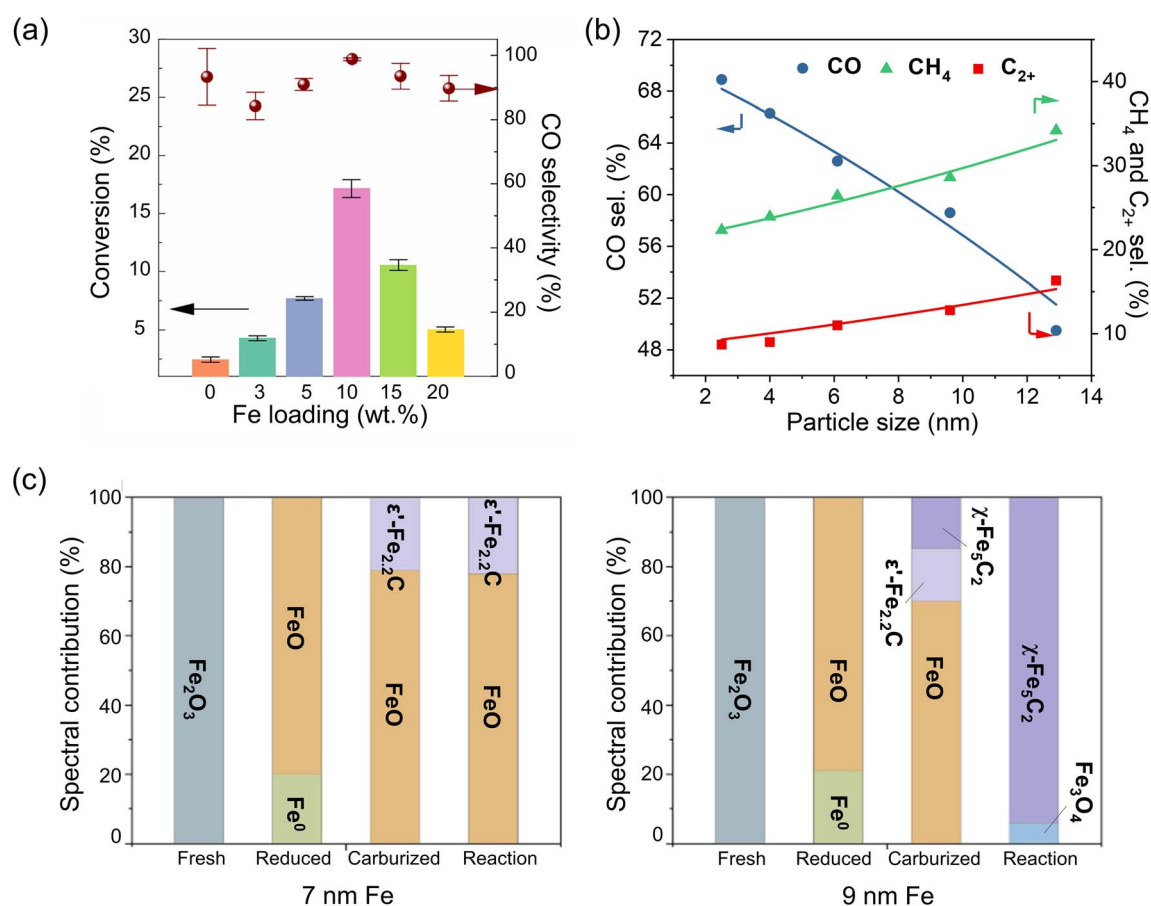 (a)
30
25
20
15
10
5
Conversion (%)
100
80
60
40
20
0
CO selectivity (%)
0 3 5 10 15 20
Fe loading (wt.%)
(b)
72
68
64
60
56
52
48
CO sel. (%)
CO CH₄ C₂₊
40
30
20
10
CH₄ and C₂₊ sel. (%)
2 4 6 8 10 12 14
Particle size (nm)
(c)
100
80
60
40
20
0
Spectral contribution (%)
Fe₂O₃
FeO
Fe⁰
ε'-Fe₂.₂C
FeO
ε'-Fe₂.₂C
FeO
Fresh Reduced Carburized Reaction
7 nm Fe
100
80
60
40
20
0
Spectral contribution (%)
Fe₂O₃
FeO
Fe⁰
ε'-Fe₂.₂C
FeO
χ-Fe₅C₂
χ-Fe₅C₂
Fe₃O₄
Fresh Reduced Carburized Reaction
9 nm Fe